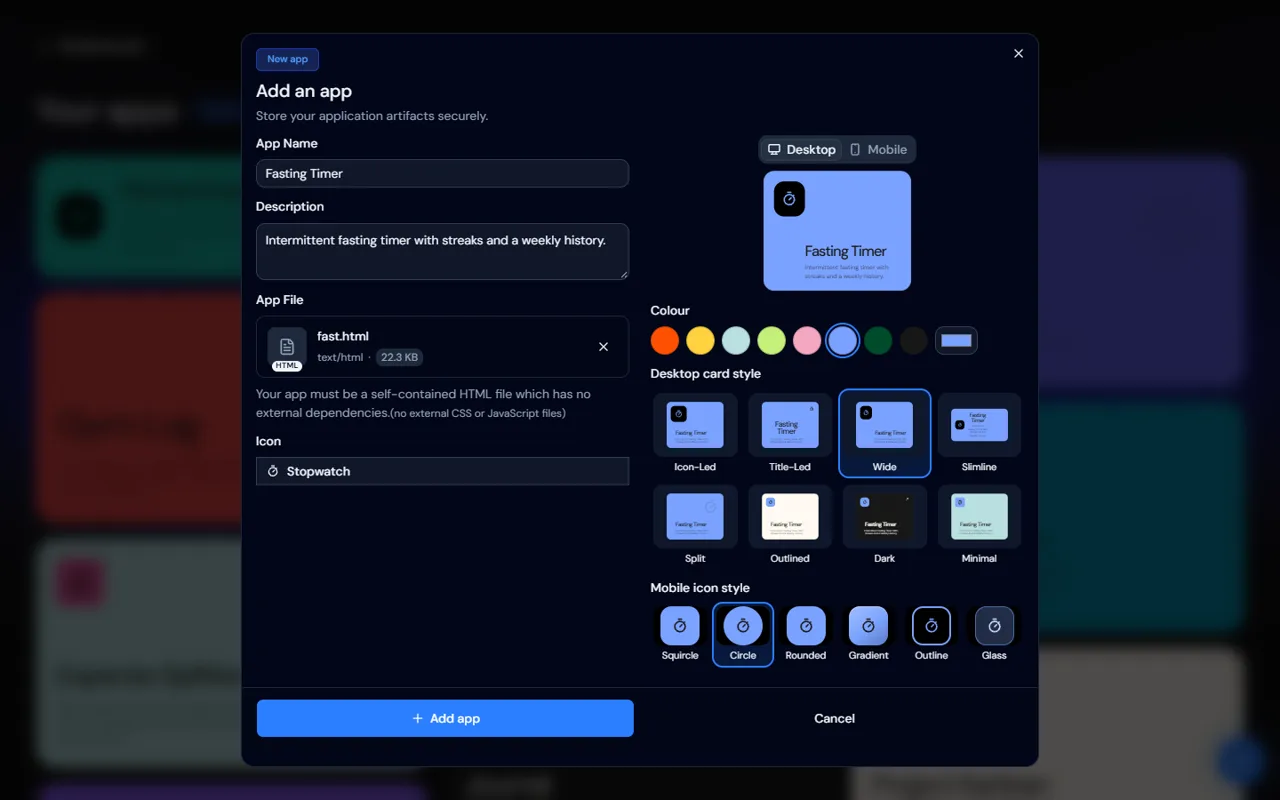 New app
Add an app
Store your application artifacts securely.
App Name
Fasting Timer
Description
Intermittent fasting timer with streaks and a weekly history.
App File
fast.html
text/html · 22.3 KB
HTML
Your app must be a self-contained HTML file which has no
external dependencies.(no external CSS or JavaScript files)
Icon
Stopwatch
Desktop Mobile
Fasting Timer
Intermittent fasting timer with
streaks and a weekly history.
Colour
Desktop card style
Fasting Timer
Icon-Led
Fasting
Timer
Title-Led
Fasting Timer
Wide
Fasting
Timer
Slimline
Fasting Timer
Split
Fasting Timer
Outlined
Fasting Timer
Dark
Fasting Timer
Minimal
Mobile icon style
Squircle Circle Rounded Gradient Outline Glass
Add app
Cancel